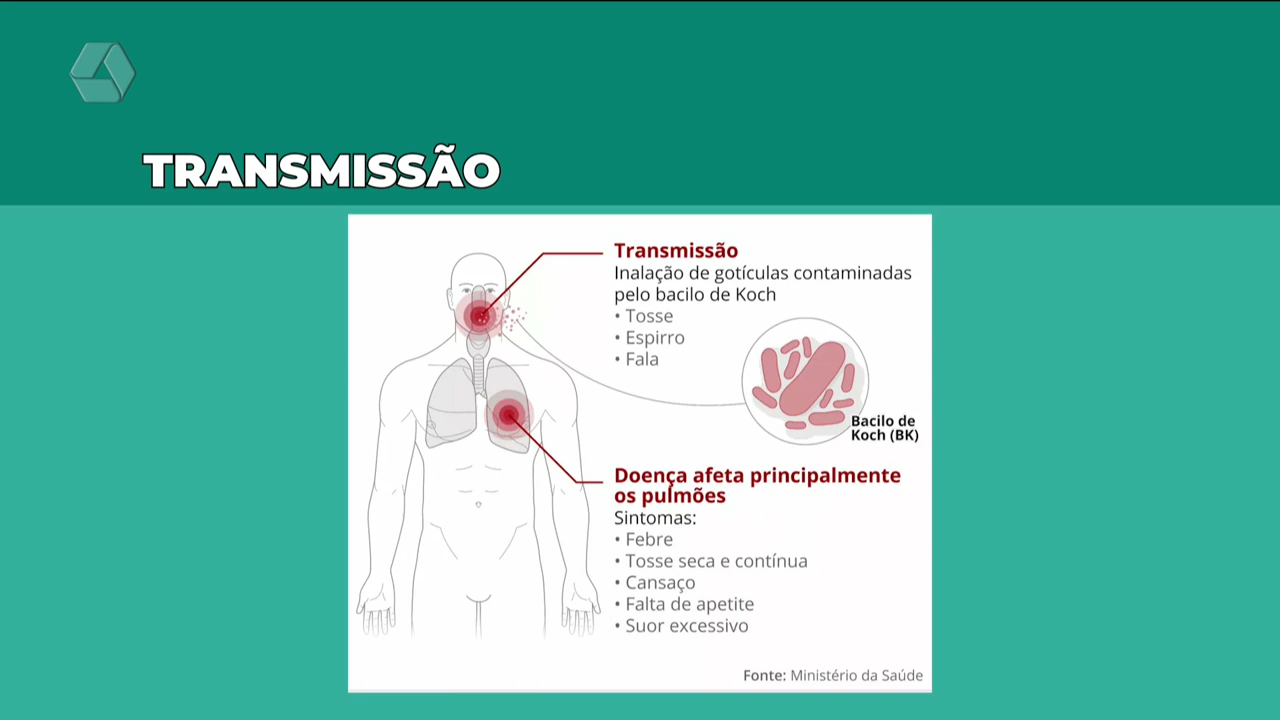 TRANSMISSÃO
Transmissão
Inalação de gotículas contaminadas
pelo bacilo de Koch
• Tosse
• Espirro
• Fala
Bacilo de
Koch (BK)
Doença afeta principalmente
os pulmões
Sintomas:
• Febre
• Tosse seca e contínua
• Cansaço
• Falta de apetite
• Suor excessivo
Fonte: Ministério da Saúde